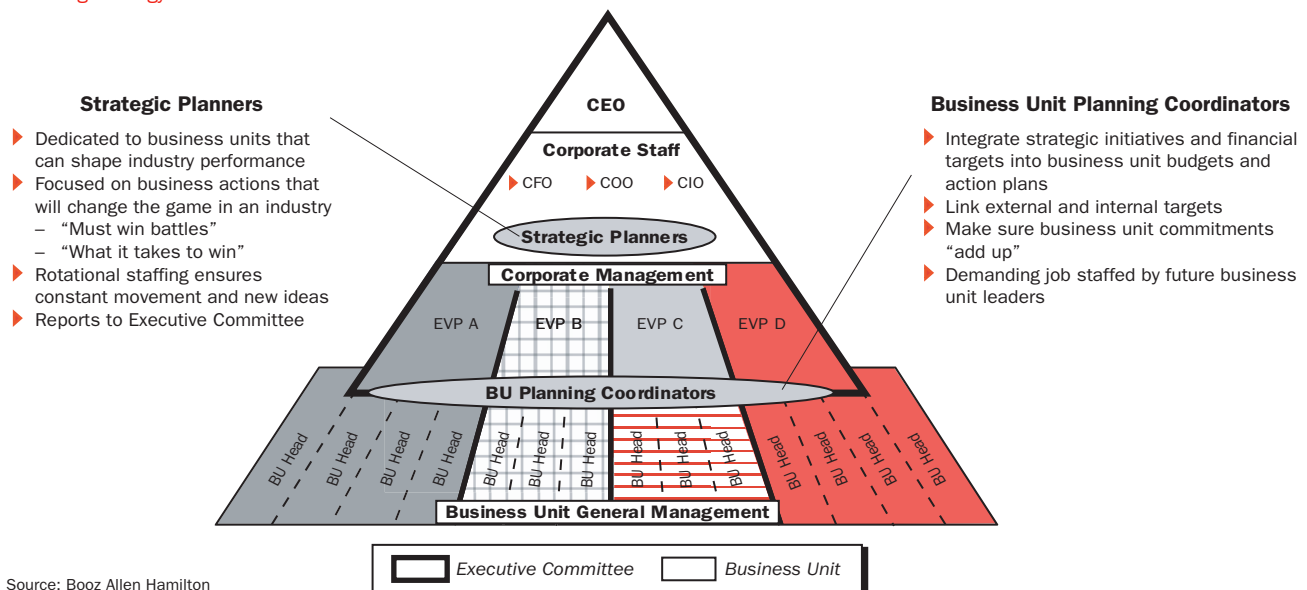 CEO
Corporate Staff
CFO
COO
CIO
Strategic Planners
Corporate Management
EVP A
EVP B
EVP C
EVP D
BU Planning Coordinators
BU Head
BU Head
BU Head
BU Head
BU Head
BU Head
BU Head
BU Head
BU Head
BU Head
BU Head
BU Head
BU Head
BU Head
Business Unit General Management
Strategic Planners
Dedicated to business units that
can shape industry performance
Focused on business actions that
will change the game in an industry
– “Must win battles”
– “What it takes to win”
Rotational staffing ensures
constant movement and new ideas
Reports to Executive Committee
Business Unit Planning Coordinators
Integrate strategic initiatives and financial
targets into business unit budgets and
action plans
Link external and internal targets
Make sure business unit commitments
“add up”
Demanding job staffed by future business
unit leaders
Executive Committee
Business Unit
Source: Booz Allen Hamilton